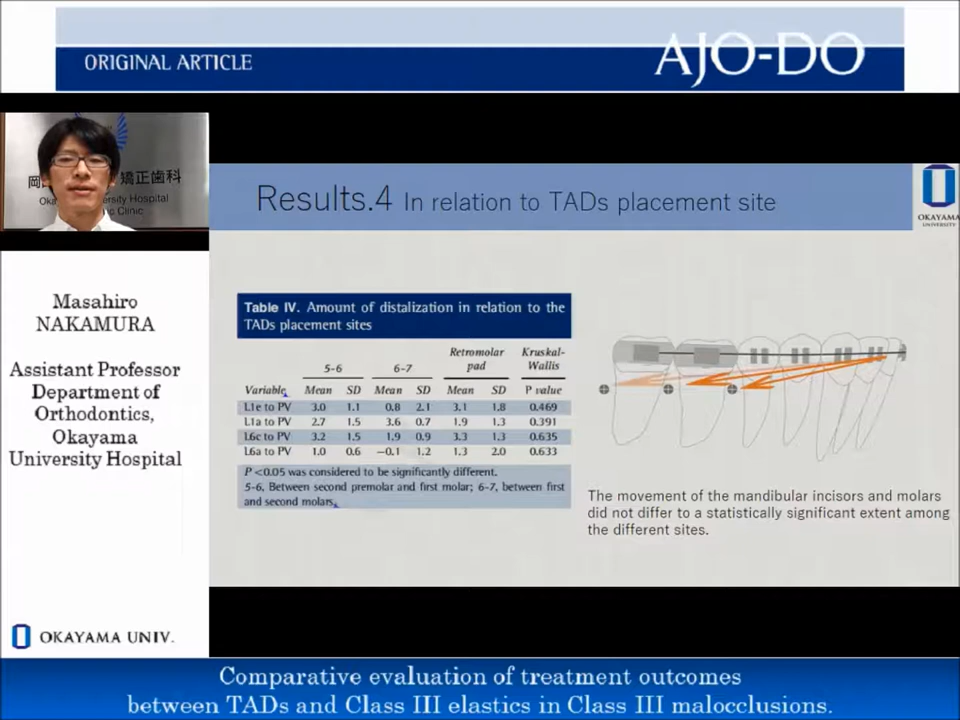 ORIGINAL ARTICLE
AJO-DO
矯正歯科
University Hospital
Clinic
Results.4 In relation to TADs placement site
OKAYAMA
UNIVERSITY
Masahiro
NAKAMURA
Assistant Professor
Department of
Orthodontics,
Okayama
University Hospital
OKAYAMA UNIV.
Table IV. Amount of distalization in relation to the
TADs placement sites
5-6 6-7 Retromolar pad Kruskal-Wallis
Variable Mean SD Mean SD Mean SD P value
L1e to PV 3.0 1.1 0.8 2.1 3.1 1.8 0.469
L1a to PV 2.7 1.5 3.6 0.7 1.9 1.3 0.391
L6c to PV 3.2 1.5 1.9 0.9 3.3 1.3 0.635
L6a to PV 1.0 0.6 −0.1 1.2 1.3 2.0 0.633
P <0.05 was considered to be significantly different.
5-6, Between second premolar and first molar; 6-7, between first
and second molars.
The movement of the mandibular incisors and molars
did not differ to a statistically significant extent among
the different sites.
Comparative evaluation of treatment outcomes
between TADs and Class III elastics in Class III malocclusions.